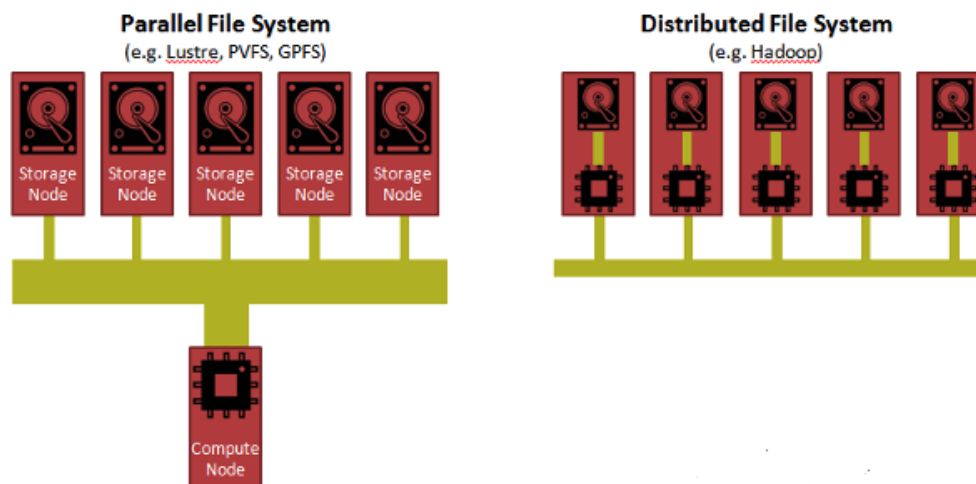 Parallel File System
(e.g. Lustre, PVFS, GPFS)
Storage Node
Storage Node
Storage Node
Storage Node
Storage Node
Compute Node
Distributed File System
(e.g. Hadoop)